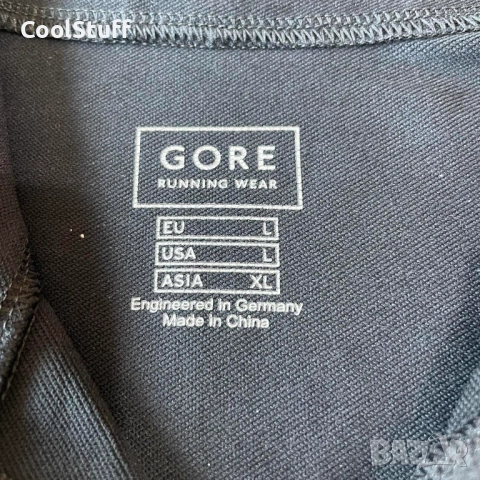 CoolStuff
GORE
RUNNING WEAR
EU L
USA L
ASIA XL
Engineered in Germany
Made in China